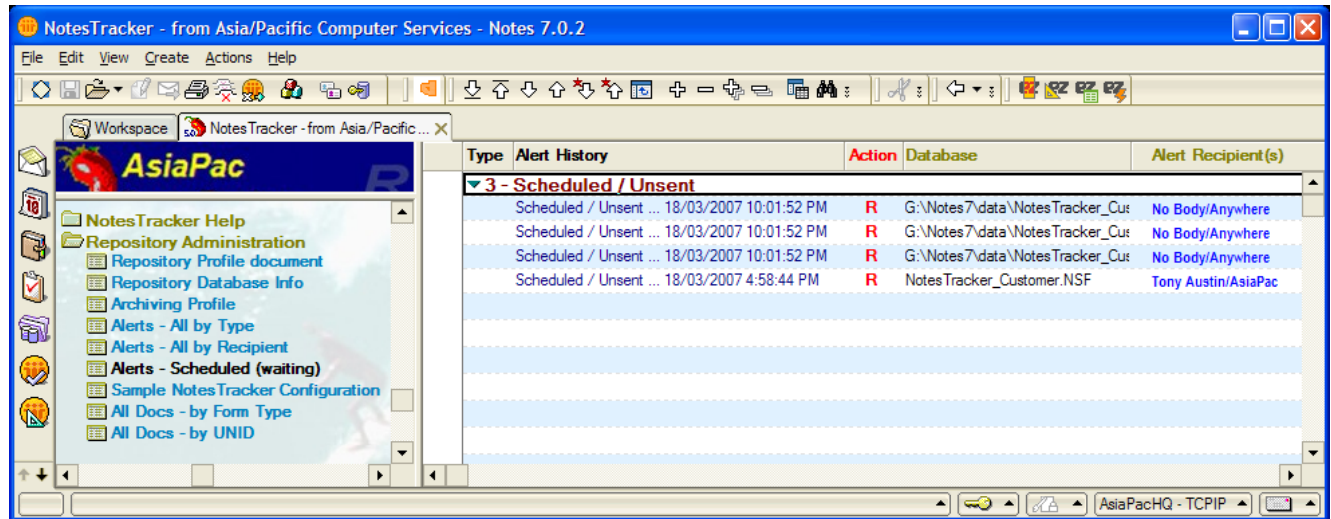 NotesTracker - from Asia/Pacific Computer Services - Notes 7.0.2
File Edit View Create Actions Help
Workspace NotesTracker - from Asia/Pacific ...
AsiaPac
Type Alert History Action Database Alert Recipient(s)
3 - Scheduled / Unsent
Scheduled / Unsent ... 18/03/2007 10:01:52 PM R G:\Notes7\data\NotesTracker_Cus No Body/Anywhere
Scheduled / Unsent ... 18/03/2007 10:01:52 PM R G:\Notes7\data\NotesTracker_Cus No Body/Anywhere
Scheduled / Unsent ... 18/03/2007 10:01:52 PM R G:\Notes7\data\NotesTracker_Cus No Body/Anywhere
Scheduled / Unsent ... 18/03/2007 4:58:44 PM R NotesTracker_Customer.NSF Tony Austin/AsiaPac
NotesTracker Help
Repository Administration
Repository Profile document
Repository Database Info
Archiving Profile
Alerts - All by Type
Alerts - All by Recipient
Alerts - Scheduled (waiting)
Sample NotesTracker Configuration
All Docs - by Form Type
All Docs - by UNID
AsiaPacHQ - TCPIP